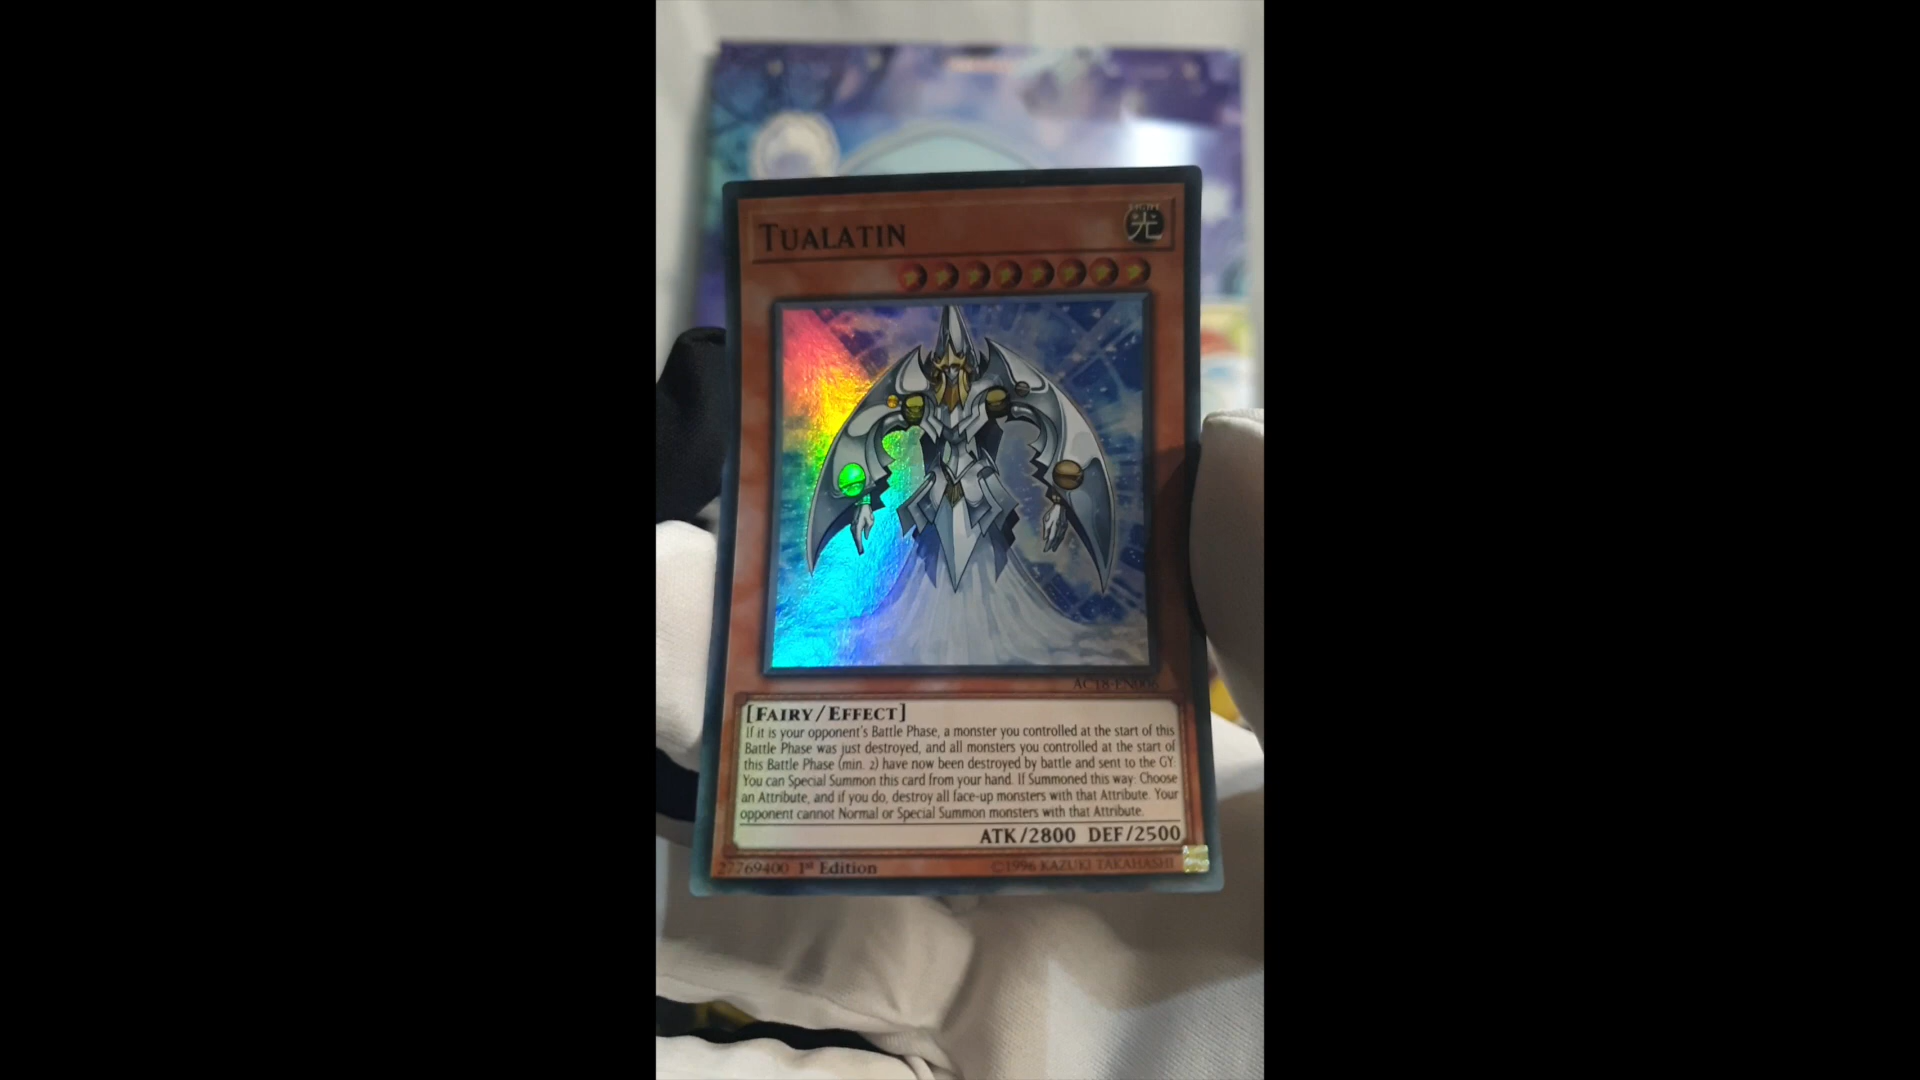 TUALATIN
LIGHT
光
AC18-EN006
[FAIRY/EFFECT]
If it is your opponent's Battle Phase, a monster you controlled at the start of this
Battle Phase was just destroyed, and all monsters you controlled at the start of
this Battle Phase (min. 2) have now been destroyed by battle and sent to the GY:
You can Special Summon this card from your hand. If Summoned this way: Choose
an Attribute, and if you do, destroy all face-up monsters with that Attribute. Your
opponent cannot Normal or Special Summon monsters with that Attribute.
ATK/2800 DEF/2500
27769400 1st Edition
©1996 KAZUKI TAKAHASHI